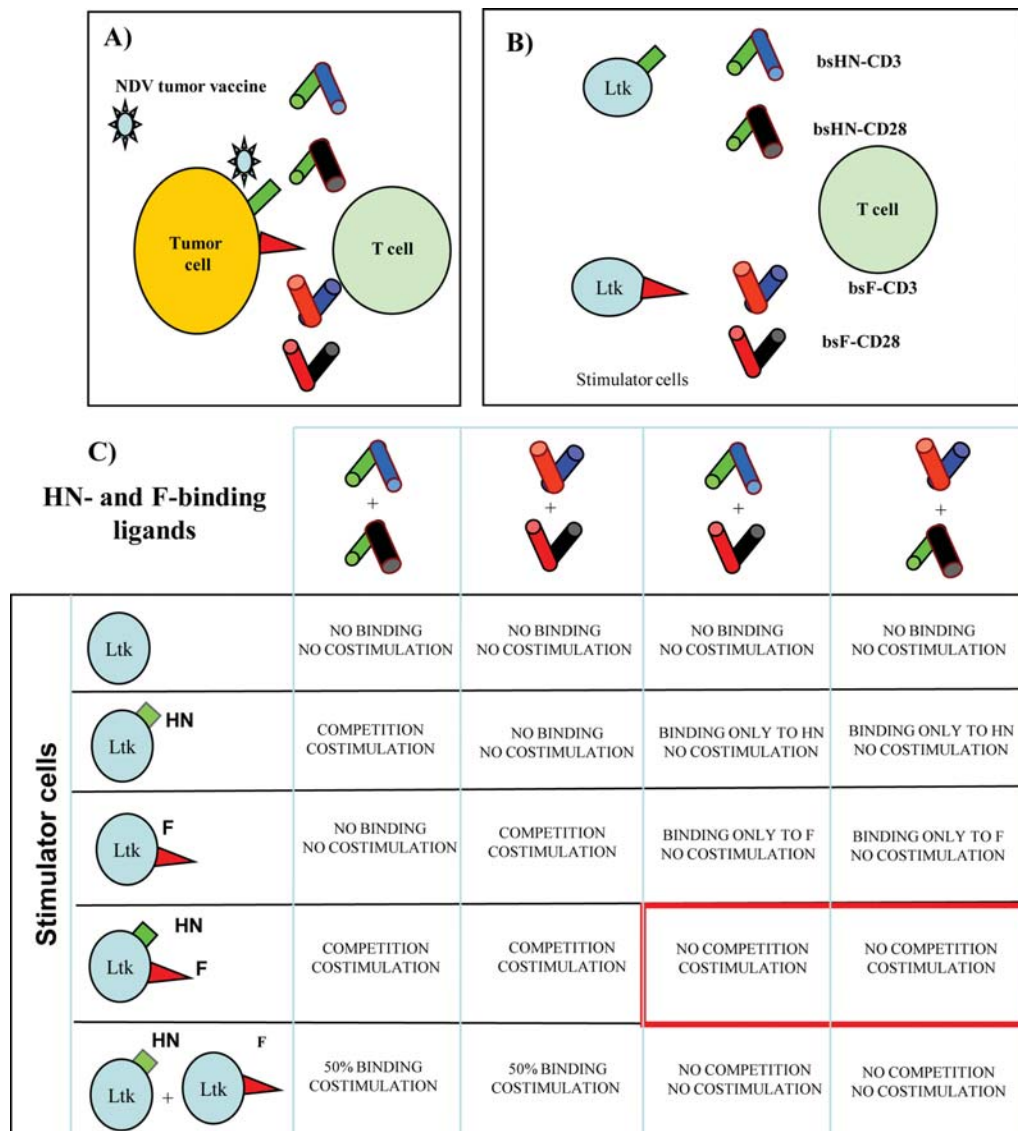 A)
NDV tumor vaccine
Tumor
cell
T cell
B)
Ltk
bsHN-CD3
bsHN-CD28
T cell
Ltk
bsF-CD3
bsF-CD28
Stimulator cells
C)
HN- and F-binding
ligands
+
+
+
+
Stimulator cells
Ltk
NO BINDING
NO COSTIMULATION
NO BINDING
NO COSTIMULATION
NO BINDING
NO COSTIMULATION
NO BINDING
NO COSTIMULATION
Ltk
HN
COMPETITION
COSTIMULATION
NO BINDING
NO COSTIMULATION
BINDING ONLY TO HN
NO COSTIMULATION
BINDING ONLY TO HN
NO COSTIMULATION
F
Ltk
NO BINDING
NO COSTIMULATION
COMPETITION
COSTIMULATION
BINDING ONLY TO F
NO COSTIMULATION
BINDING ONLY TO F
NO COSTIMULATION
HN
Ltk
F
COMPETITION
COSTIMULATION
COMPETITION
COSTIMULATION
NO COMPETITION
COSTIMULATION
NO COMPETITION
COSTIMULATION
HN
F
Ltk + Ltk
50% BINDING
COSTIMULATION
50% BINDING
COSTIMULATION
NO COMPETITION
NO COSTIMULATION
NO COMPETITION
NO COSTIMULATION